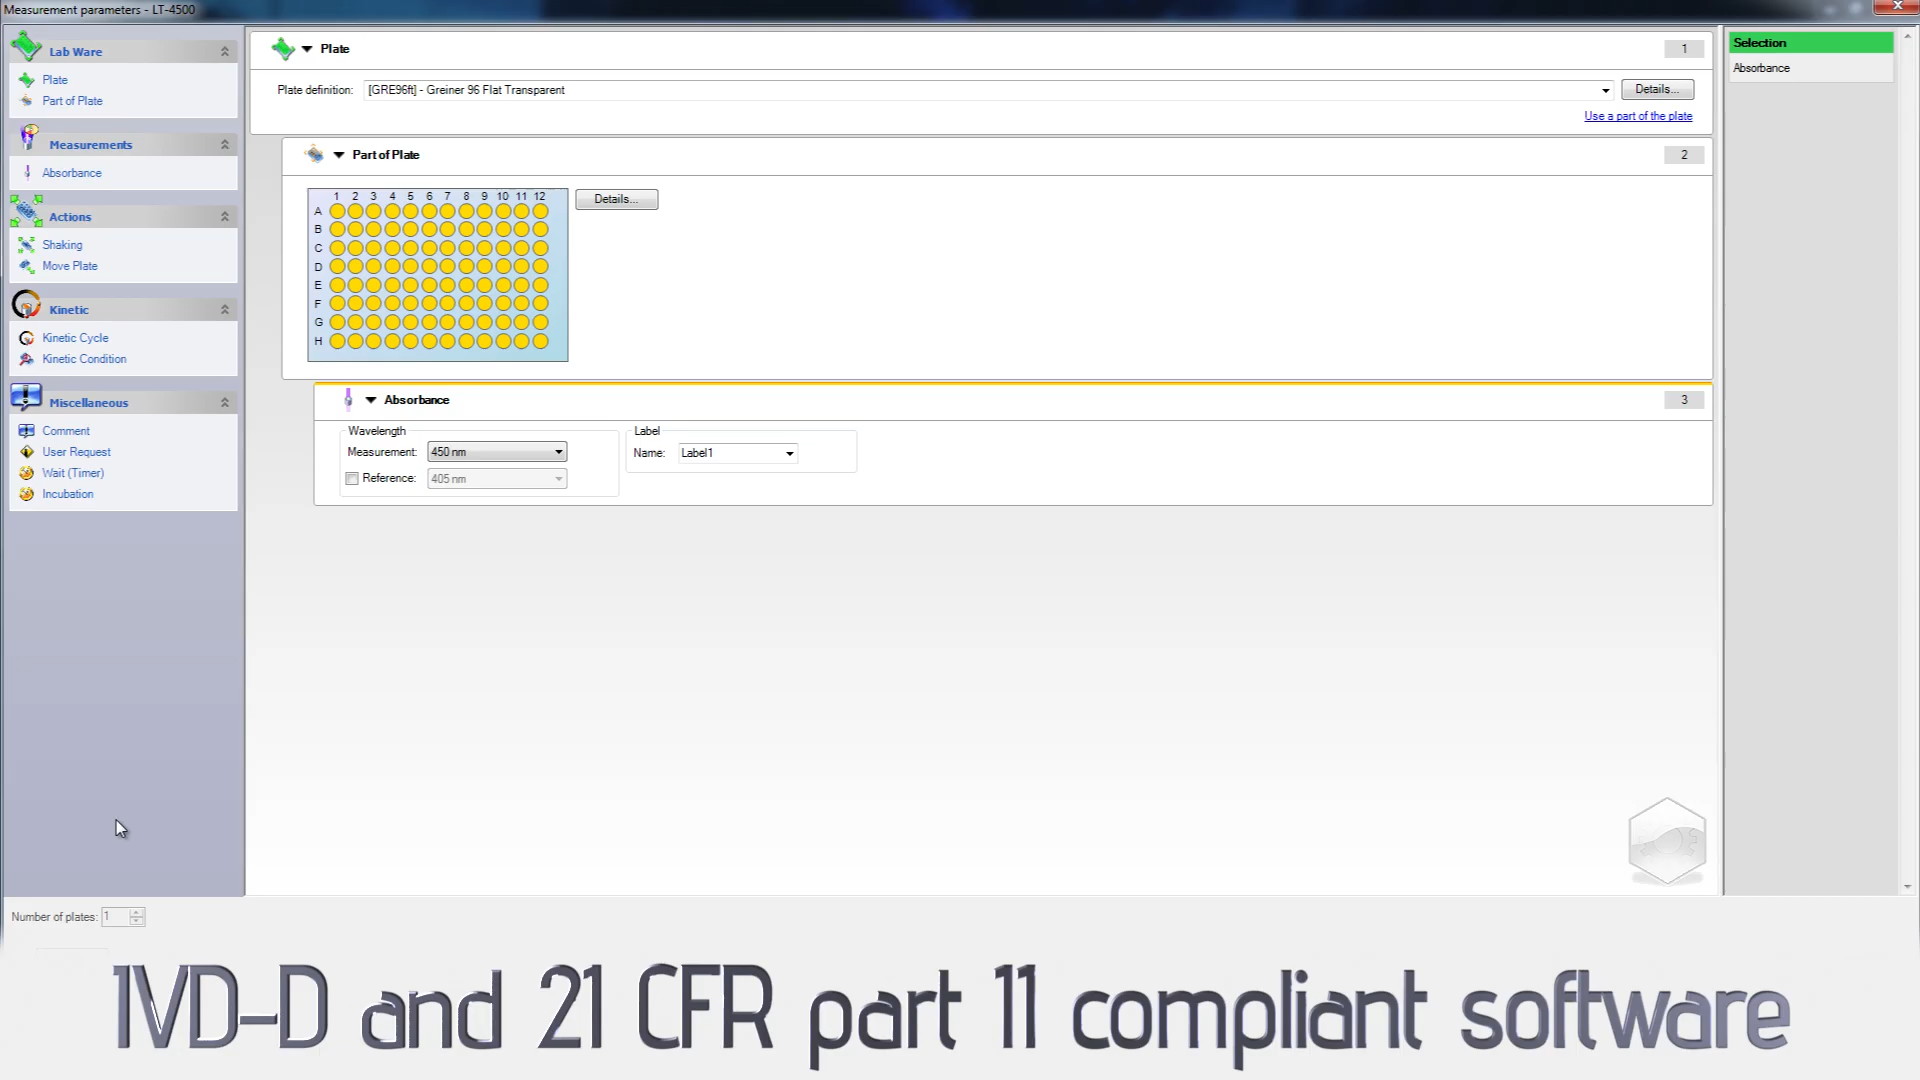 Measurement parameters - LT-4500
Lab Ware
Plate
Part of Plate
Measurements
Absorbance
Actions
Shaking
Move Plate
Kinetic
Kinetic Cycle
Kinetic Condition
Miscellaneous
Comment
User Request
Wait (Timer)
Incubation
Number of plates: 1
Plate 1
Plate definition: [GRE96ft] - Greiner 96 Flat Transparent Details...
Use a part of the plate
Part of Plate 2
1 2 3 4 5 6 7 8 9 10 11 12
A
B
C
D
E
F
G
H
Details...
Absorbance 3
Wavelength
Measurement: 450 nm
Reference: 405 nm
Label
Name: Label1
Selection
Absorbance
IVD-D and 21 CFR part 11 compliant software